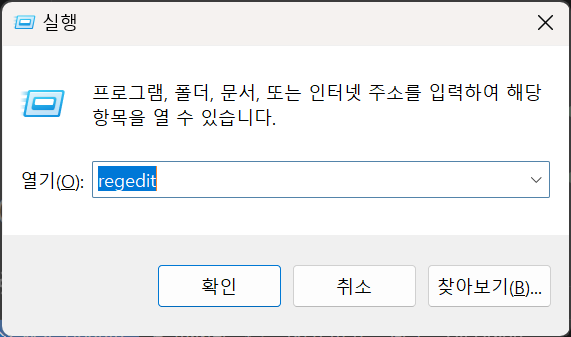 실행
프로그램, 폴더, 문서, 또는 인터넷 주소를 입력하여 해당
항목을 열 수 있습니다.
열기(O): regedit
확인 취소 찾아보기(B)...